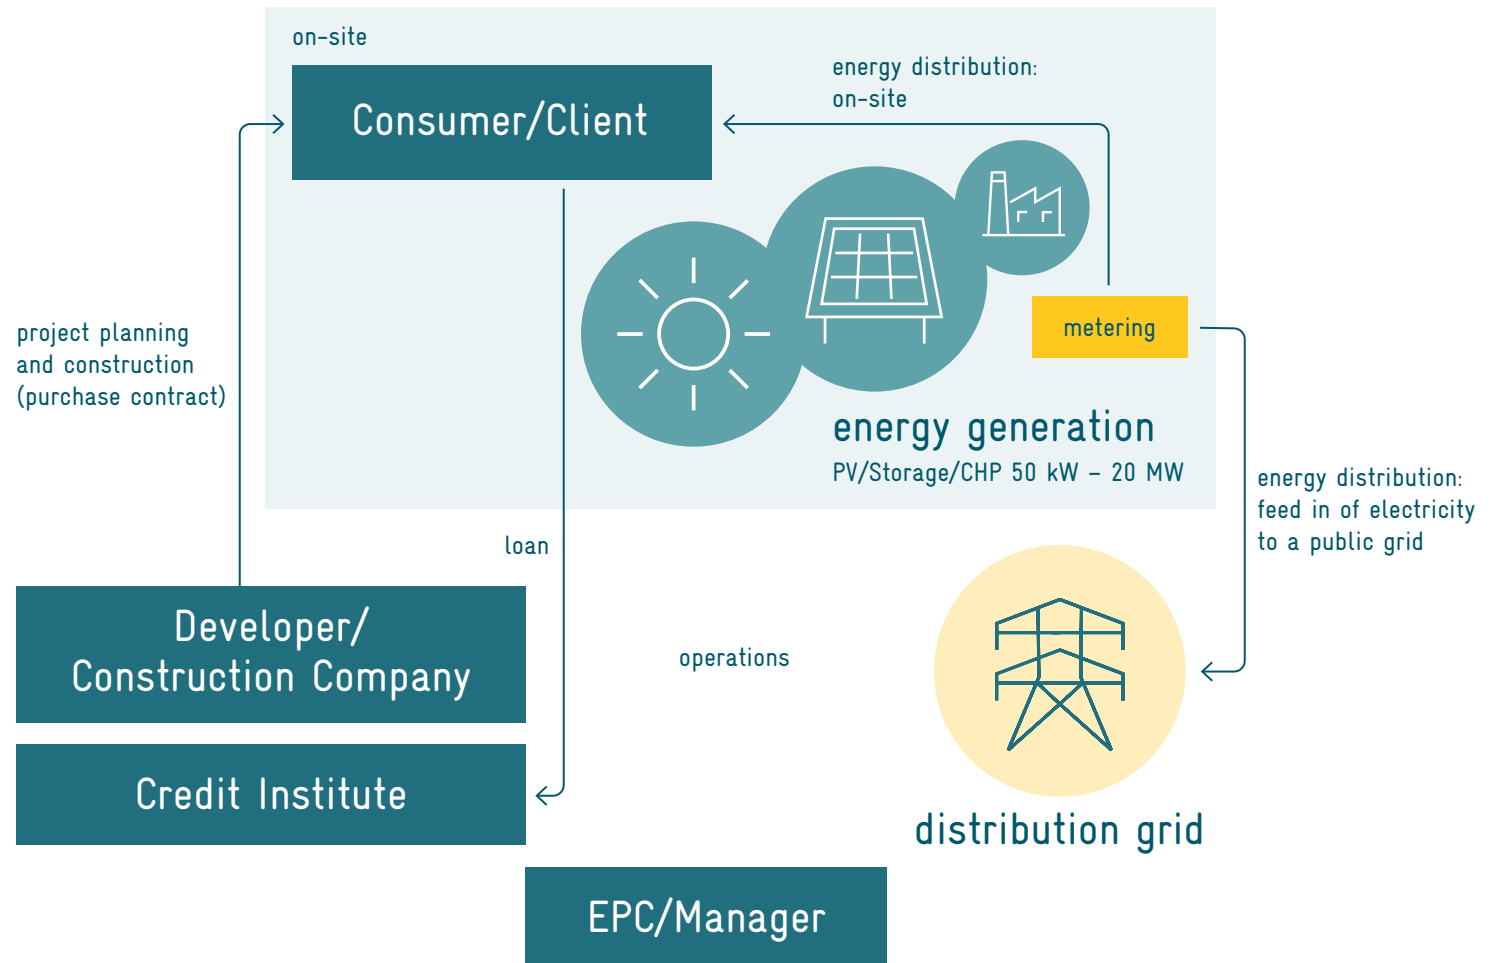 on-site
Consumer/Client
energy distribution:
on-site
metering
project planning
and construction
(purchase contract)
energy generation
PV/Storage/CHP 50 kW – 20 MW
energy distribution:
feed in of electricity
to a public grid
loan
Developer/
Construction Company
operations
Credit Institute
distribution grid
EPC/Manager